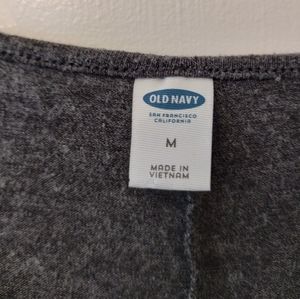 OLD NAVY
SAN FRANCISCO
CALIFORNIA
M
MADE IN
VIETNAM